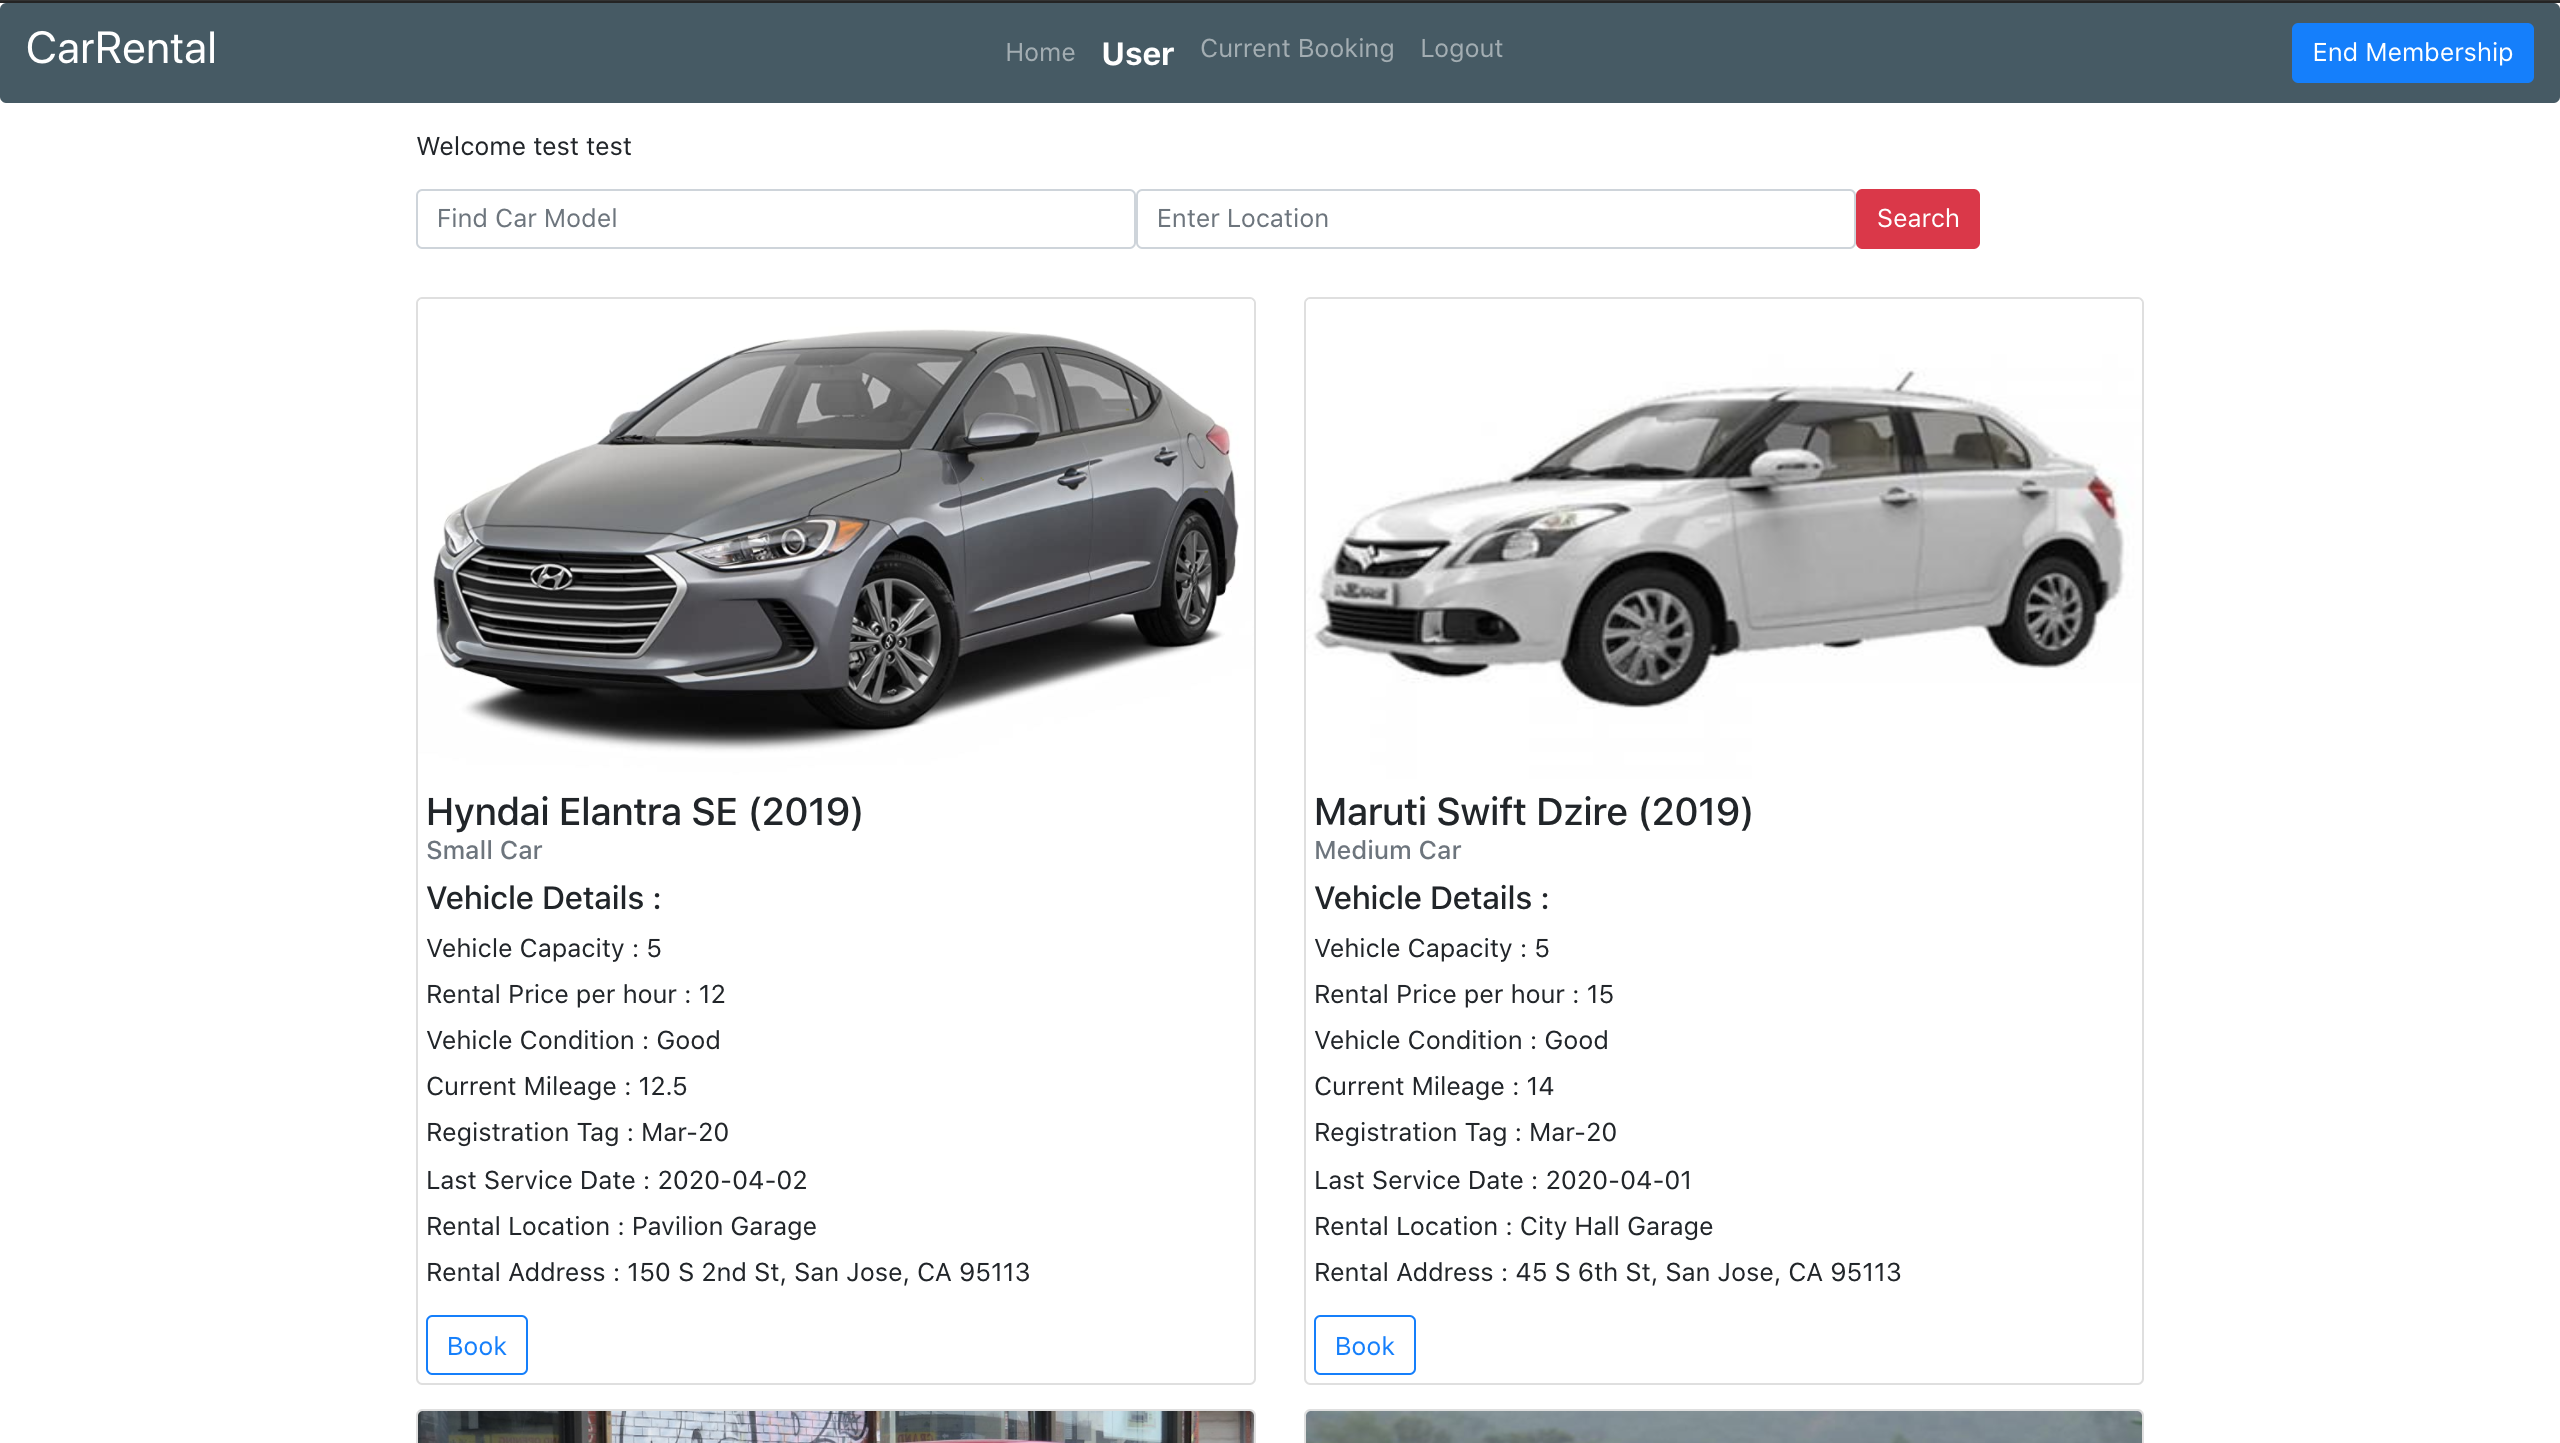 CarRental
Home User Current Booking Logout
End Membership
Welcome test test
Find Car Model
Enter Location
Search
Hyndai Elantra SE (2019)
Small Car
Vehicle Details :
Vehicle Capacity : 5
Rental Price per hour : 12
Vehicle Condition : Good
Current Mileage : 12.5
Registration Tag : Mar-20
Last Service Date : 2020-04-02
Rental Location : Pavilion Garage
Rental Address : 150 S 2nd St, San Jose, CA 95113
Book
Maruti Swift Dzire (2019)
Medium Car
Vehicle Details :
Vehicle Capacity : 5
Rental Price per hour : 15
Vehicle Condition : Good
Current Mileage : 14
Registration Tag : Mar-20
Last Service Date : 2020-04-01
Rental Location : City Hall Garage
Rental Address : 45 S 6th St, San Jose, CA 95113
Book